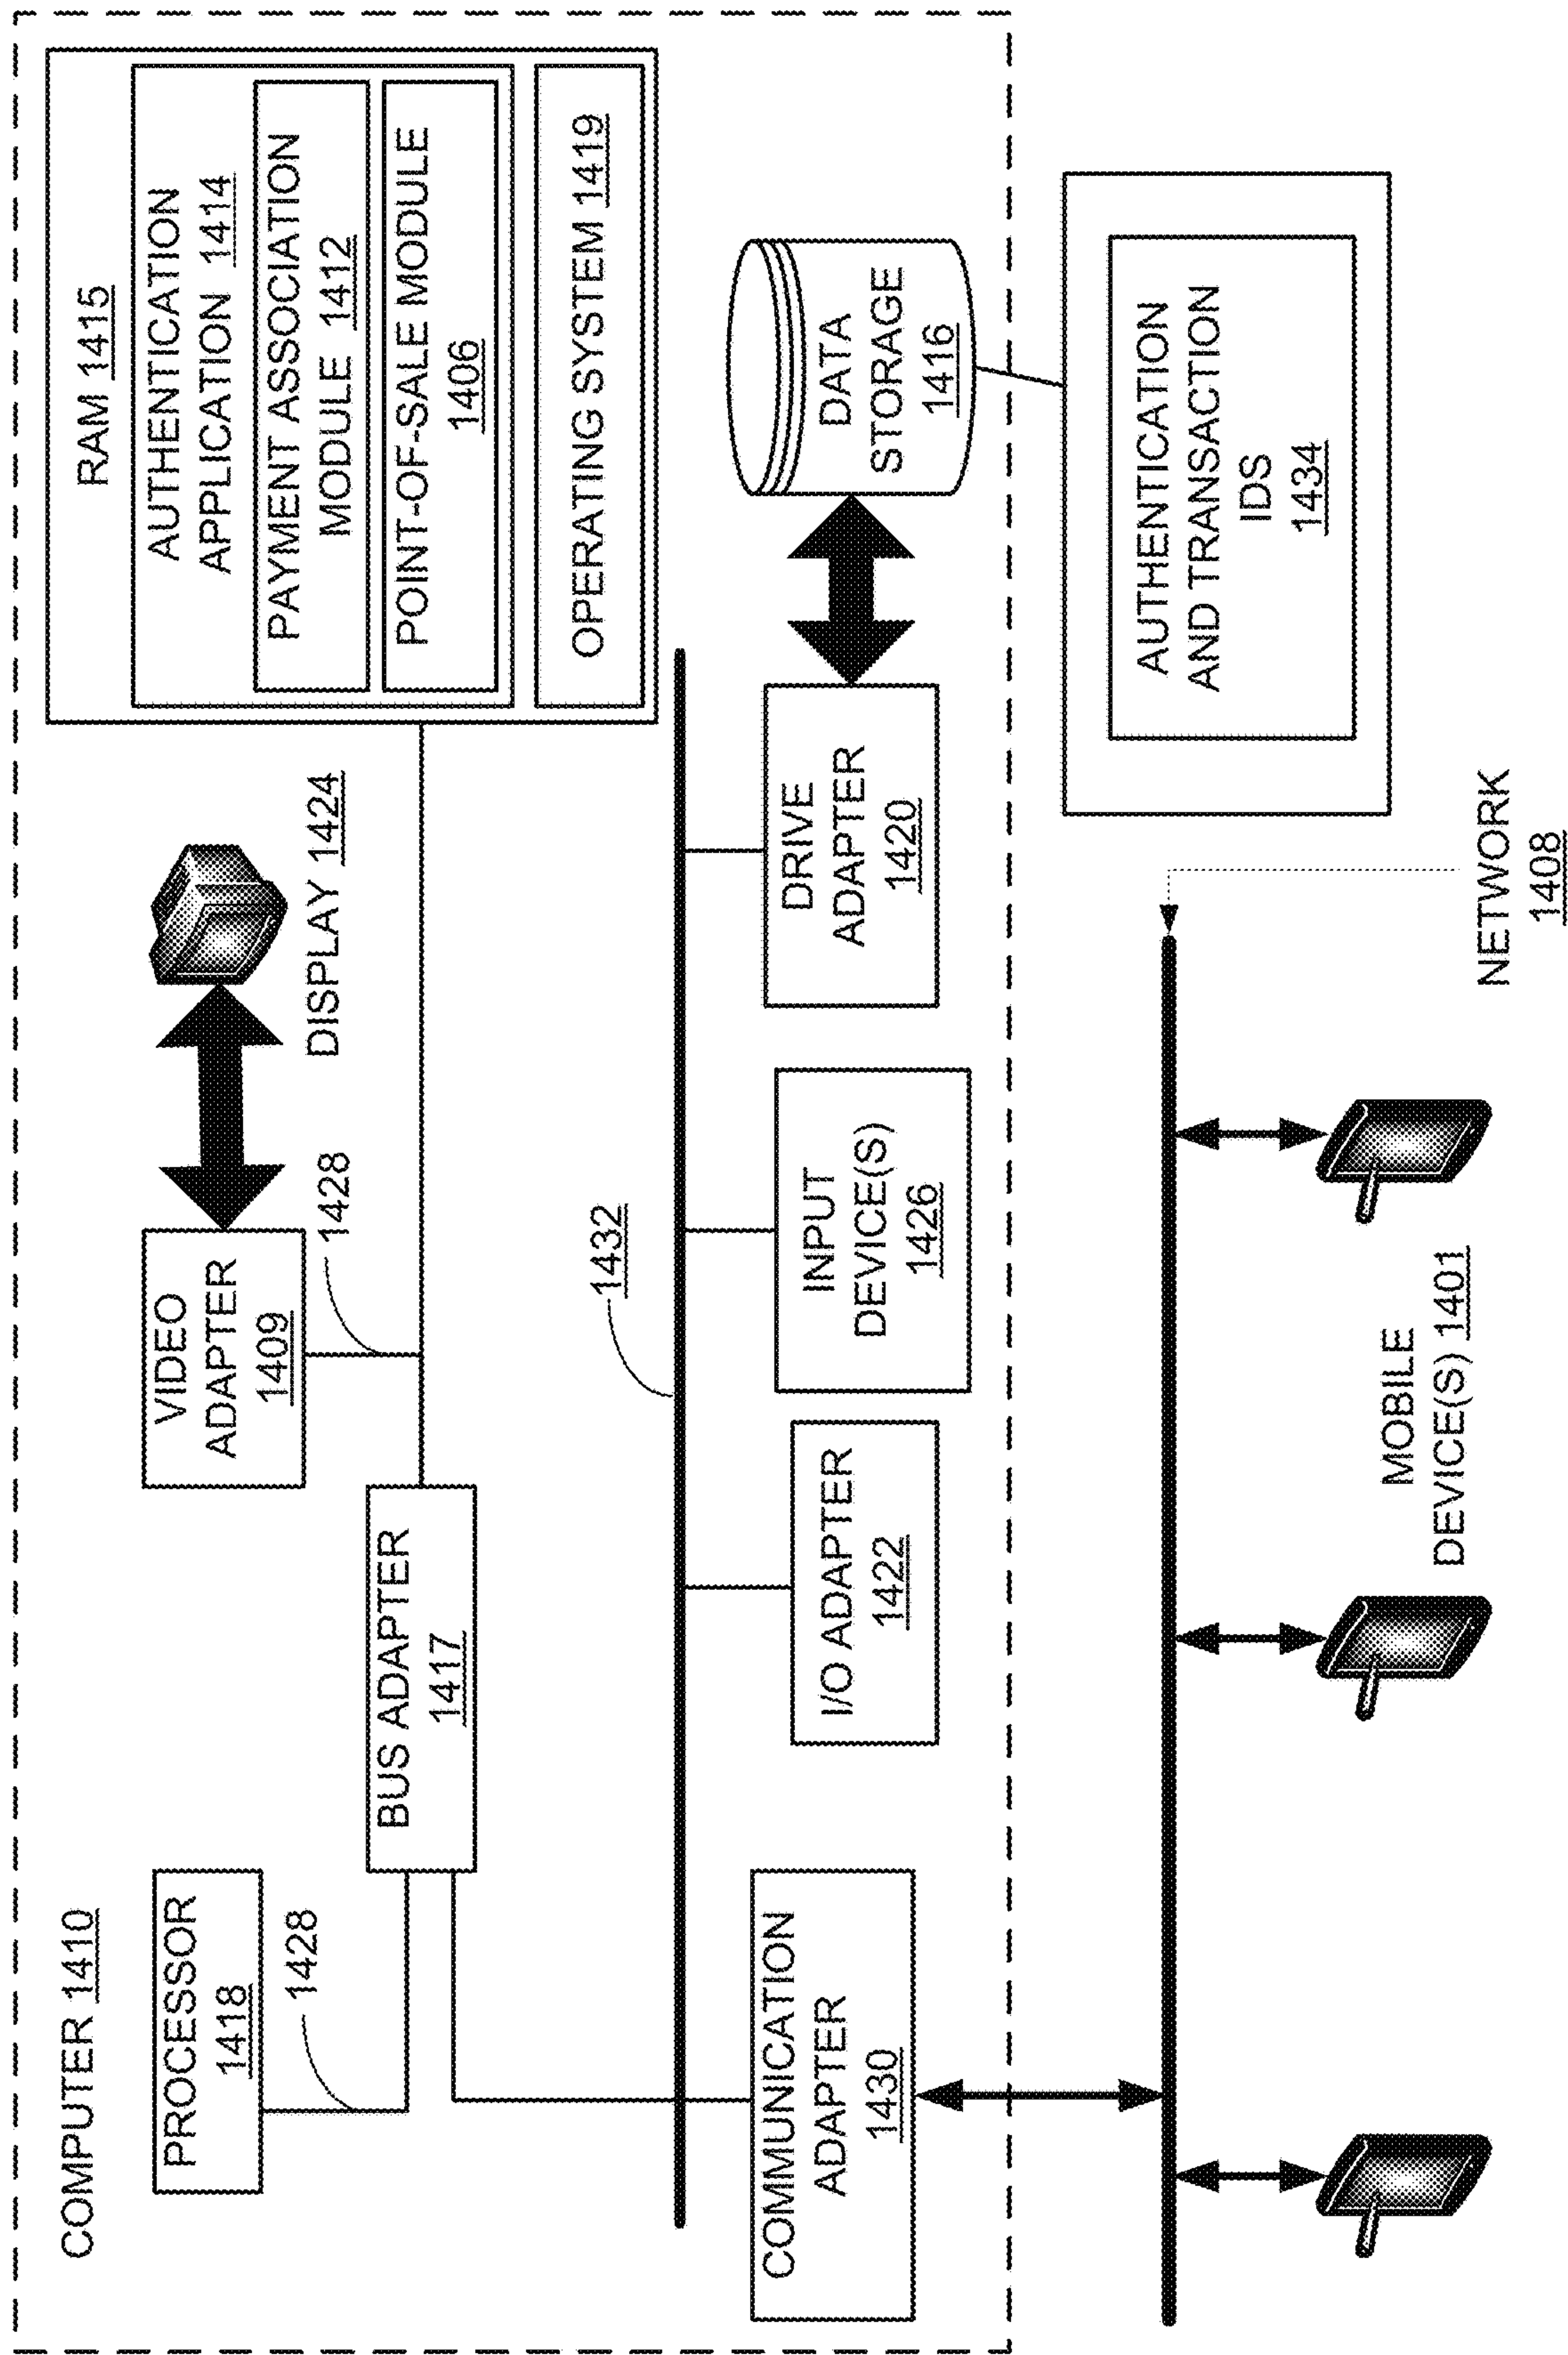 COMPUTER 1410
PROCESSOR
1418
1428
BUS ADAPTER
1417
VIDEO
ADAPTER
1409
1428
DISPLAY 1424
RAM 1415
AUTHENTICATION
APPLICATION 1414
PAYMENT ASSOCIATION
MODULE 1412
POINT-OF-SALE MODULE
1406
OPERATING SYSTEM 1419
1432
COMMUNICATION
ADAPTER
1430
I/O ADAPTER
1422
INPUT
DEVICE(S)
1426
DRIVE
ADAPTER
1420
DATA
STORAGE
1416
AUTHENTICATION
AND TRANSACTION
IDS
1434
MOBILE
DEVICE(S) 1401
NETWORK
1408